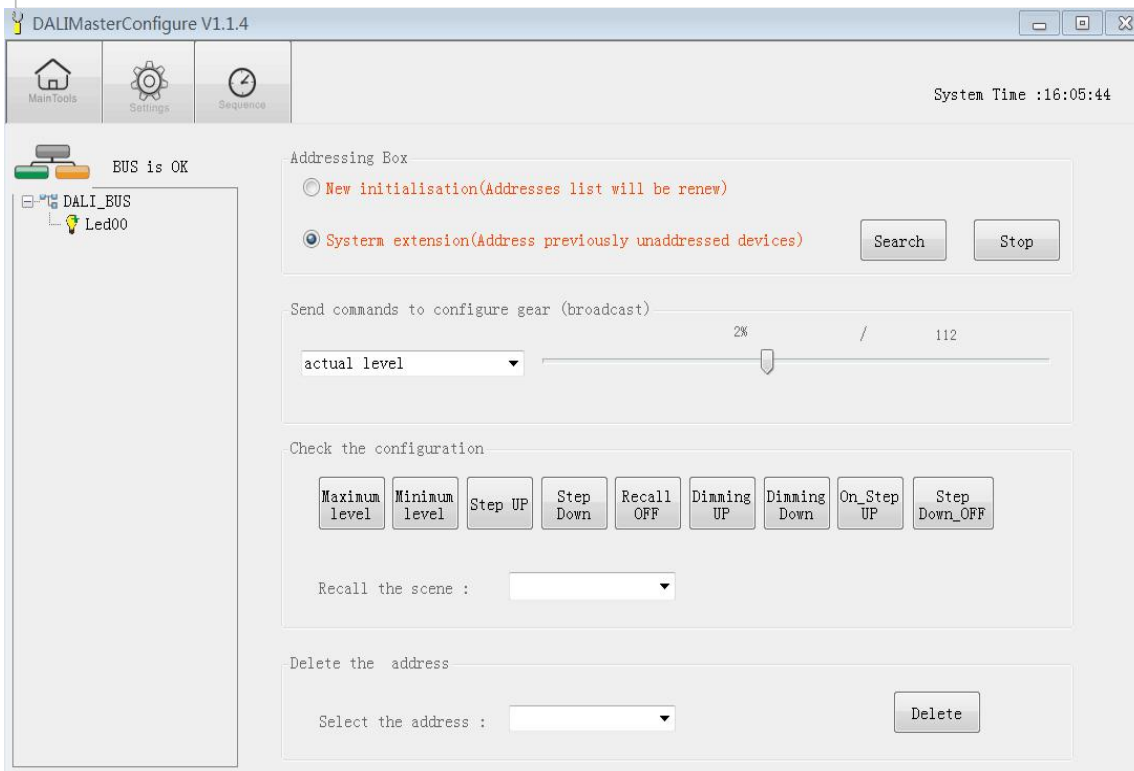 DALIMasterConfigure V1.1.4
MainTools
Settings
Sequence
System Time :16:05:44
BUS is OK
DALI_BUS
Led00
Addressing Box
New initialisation(Addresses list will be renew)
Systerm extension(Address previously unaddressed devices)
Search
Stop
Send commands to configure gear (broadcast)
2% / 112
actual level
Check the configuration
Maximum
level
Minimum
level
Step UP
Step
Down
Recall
OFF
Dimming
UP
Dimming
Down
On_Step
UP
Step
Down_OFF
Recall the scene :
Delete the address
Select the address :
Delete